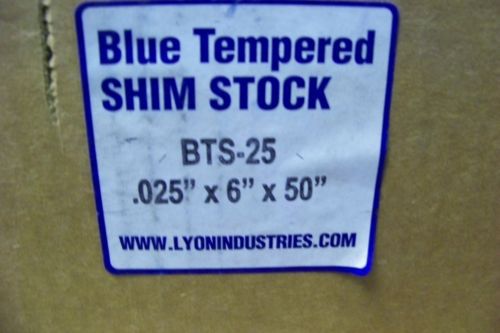 Blue Tempered
SHIM STOCK
BTS-25
.025” x 6” x 50”
WWW.LYONINDUSTRIES.COM